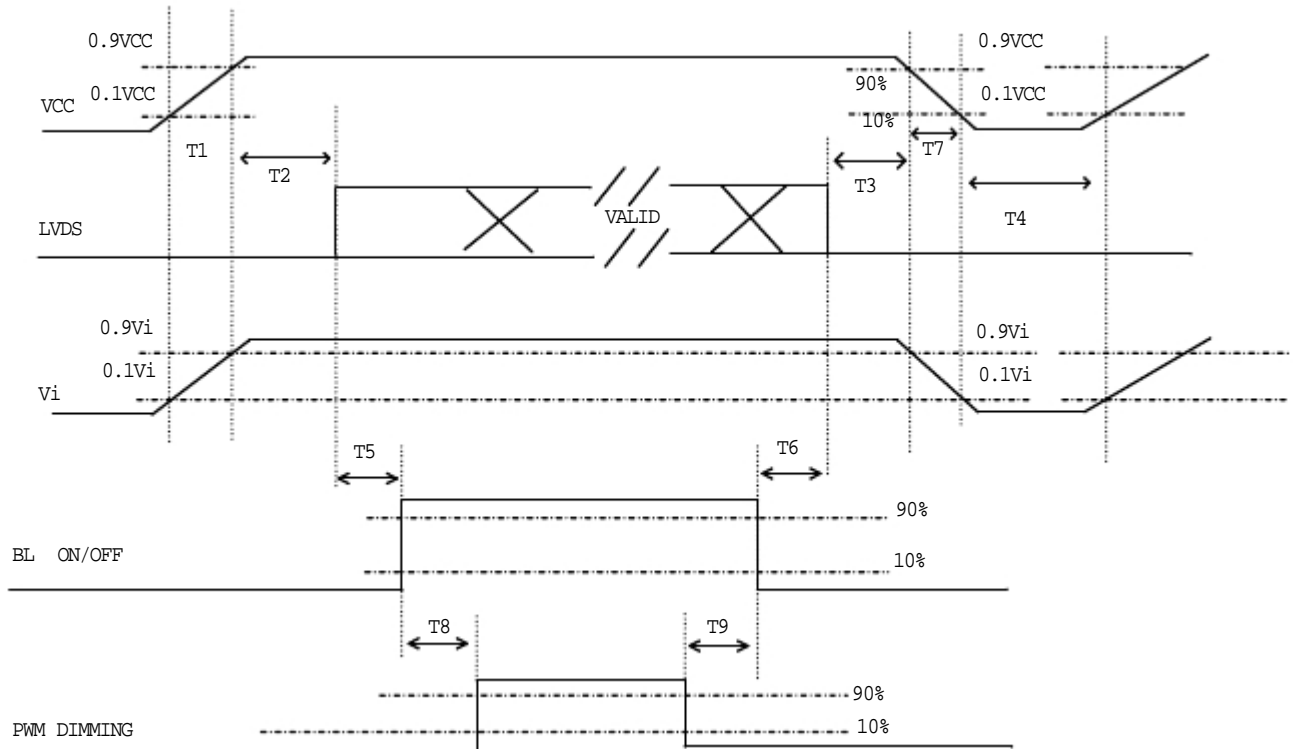 0.9VCC 0.9VCC
90%
0.1VCC 0.1VCC
VCC
10%
T1 T7
T2 T3
VALID T4
LVDS
0.9Vi 0.9Vi
0.1Vi 0.1Vi
Vi
T5 T6
90%
BL ON/OFF 10%
T8 T9
90%
PWM DIMMING 10%